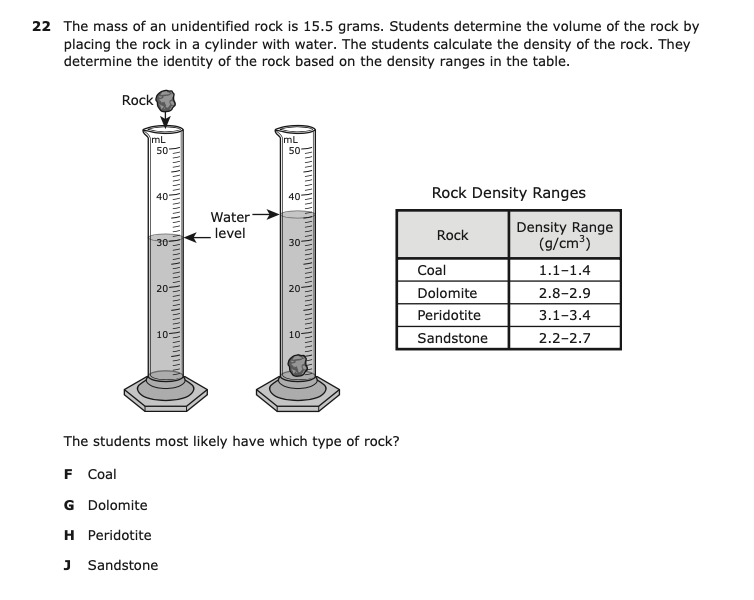 22 The mass of an unidentified rock is 15.5 grams. Students determine the volume of the rock by
placing the rock in a cylinder with water. The students calculate the density of the rock. They
determine the identity of the rock based on the density ranges in the table.
Rock
mL
50
40
30
20
10
Water
level
mL
50
40
30
20
10
Rock Density Ranges
Rock Density Range
(g/cm³)
Coal 1.1–1.4
Dolomite 2.8–2.9
Peridotite 3.1–3.4
Sandstone 2.2–2.7
The students most likely have which type of rock?
F Coal
G Dolomite
H Peridotite
J Sandstone